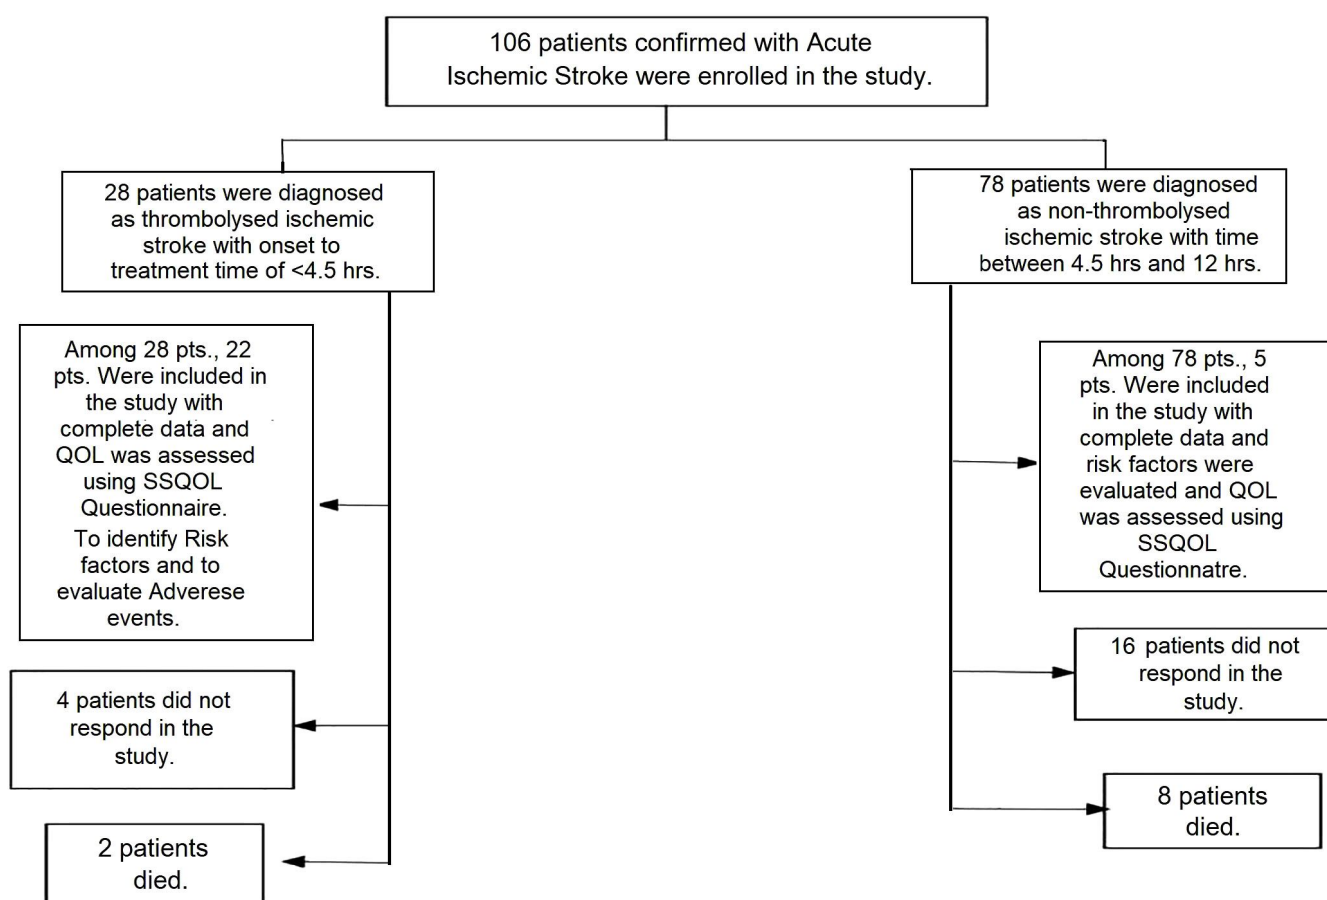 106 patients confirmed with Acute
Ischemic Stroke were enrolled in the study.
28 patients were diagnosed
as thrombolysed ischemic
stroke with onset to
treatment time of <4.5 hrs.
78 patients were diagnosed
as non-thrombolysed
ischemic stroke with time
between 4.5 hrs and 12 hrs.
Among 28 pts., 22
pts. Were included in
the study with
complete data and
QOL was assessed
using SSQOL
Questionnaire.
To identify Risk
factors and to
evaluate Adverese
events.
4 patients did not
respond in the
study.
2 patients
died.
Among 78 pts., 5
pts. Were included
in the study with
complete data and
risk factors were
evaluated and QOL
was assessed using
SSQOL
Questionnatre.
16 patients did not
respond in the
study.
8 patients
died.